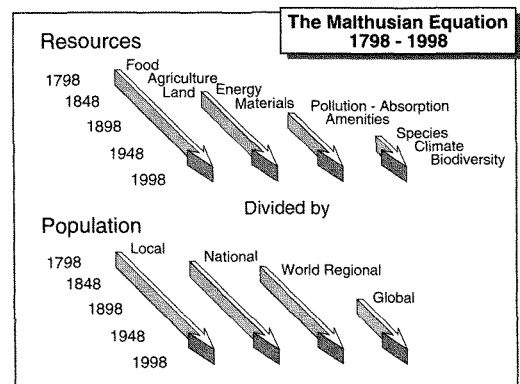 The Malthusian Equation
1798 - 1998
Resources
1798
1848
1898
1948
1998
Food
Agriculture
Land
Energy
Materials
Pollution - Absorption
Amenities
Species
Climate
Biodiversity
Divided by
Population
1798
1848
1898
1948
1998
Local
National
World Regional
Global